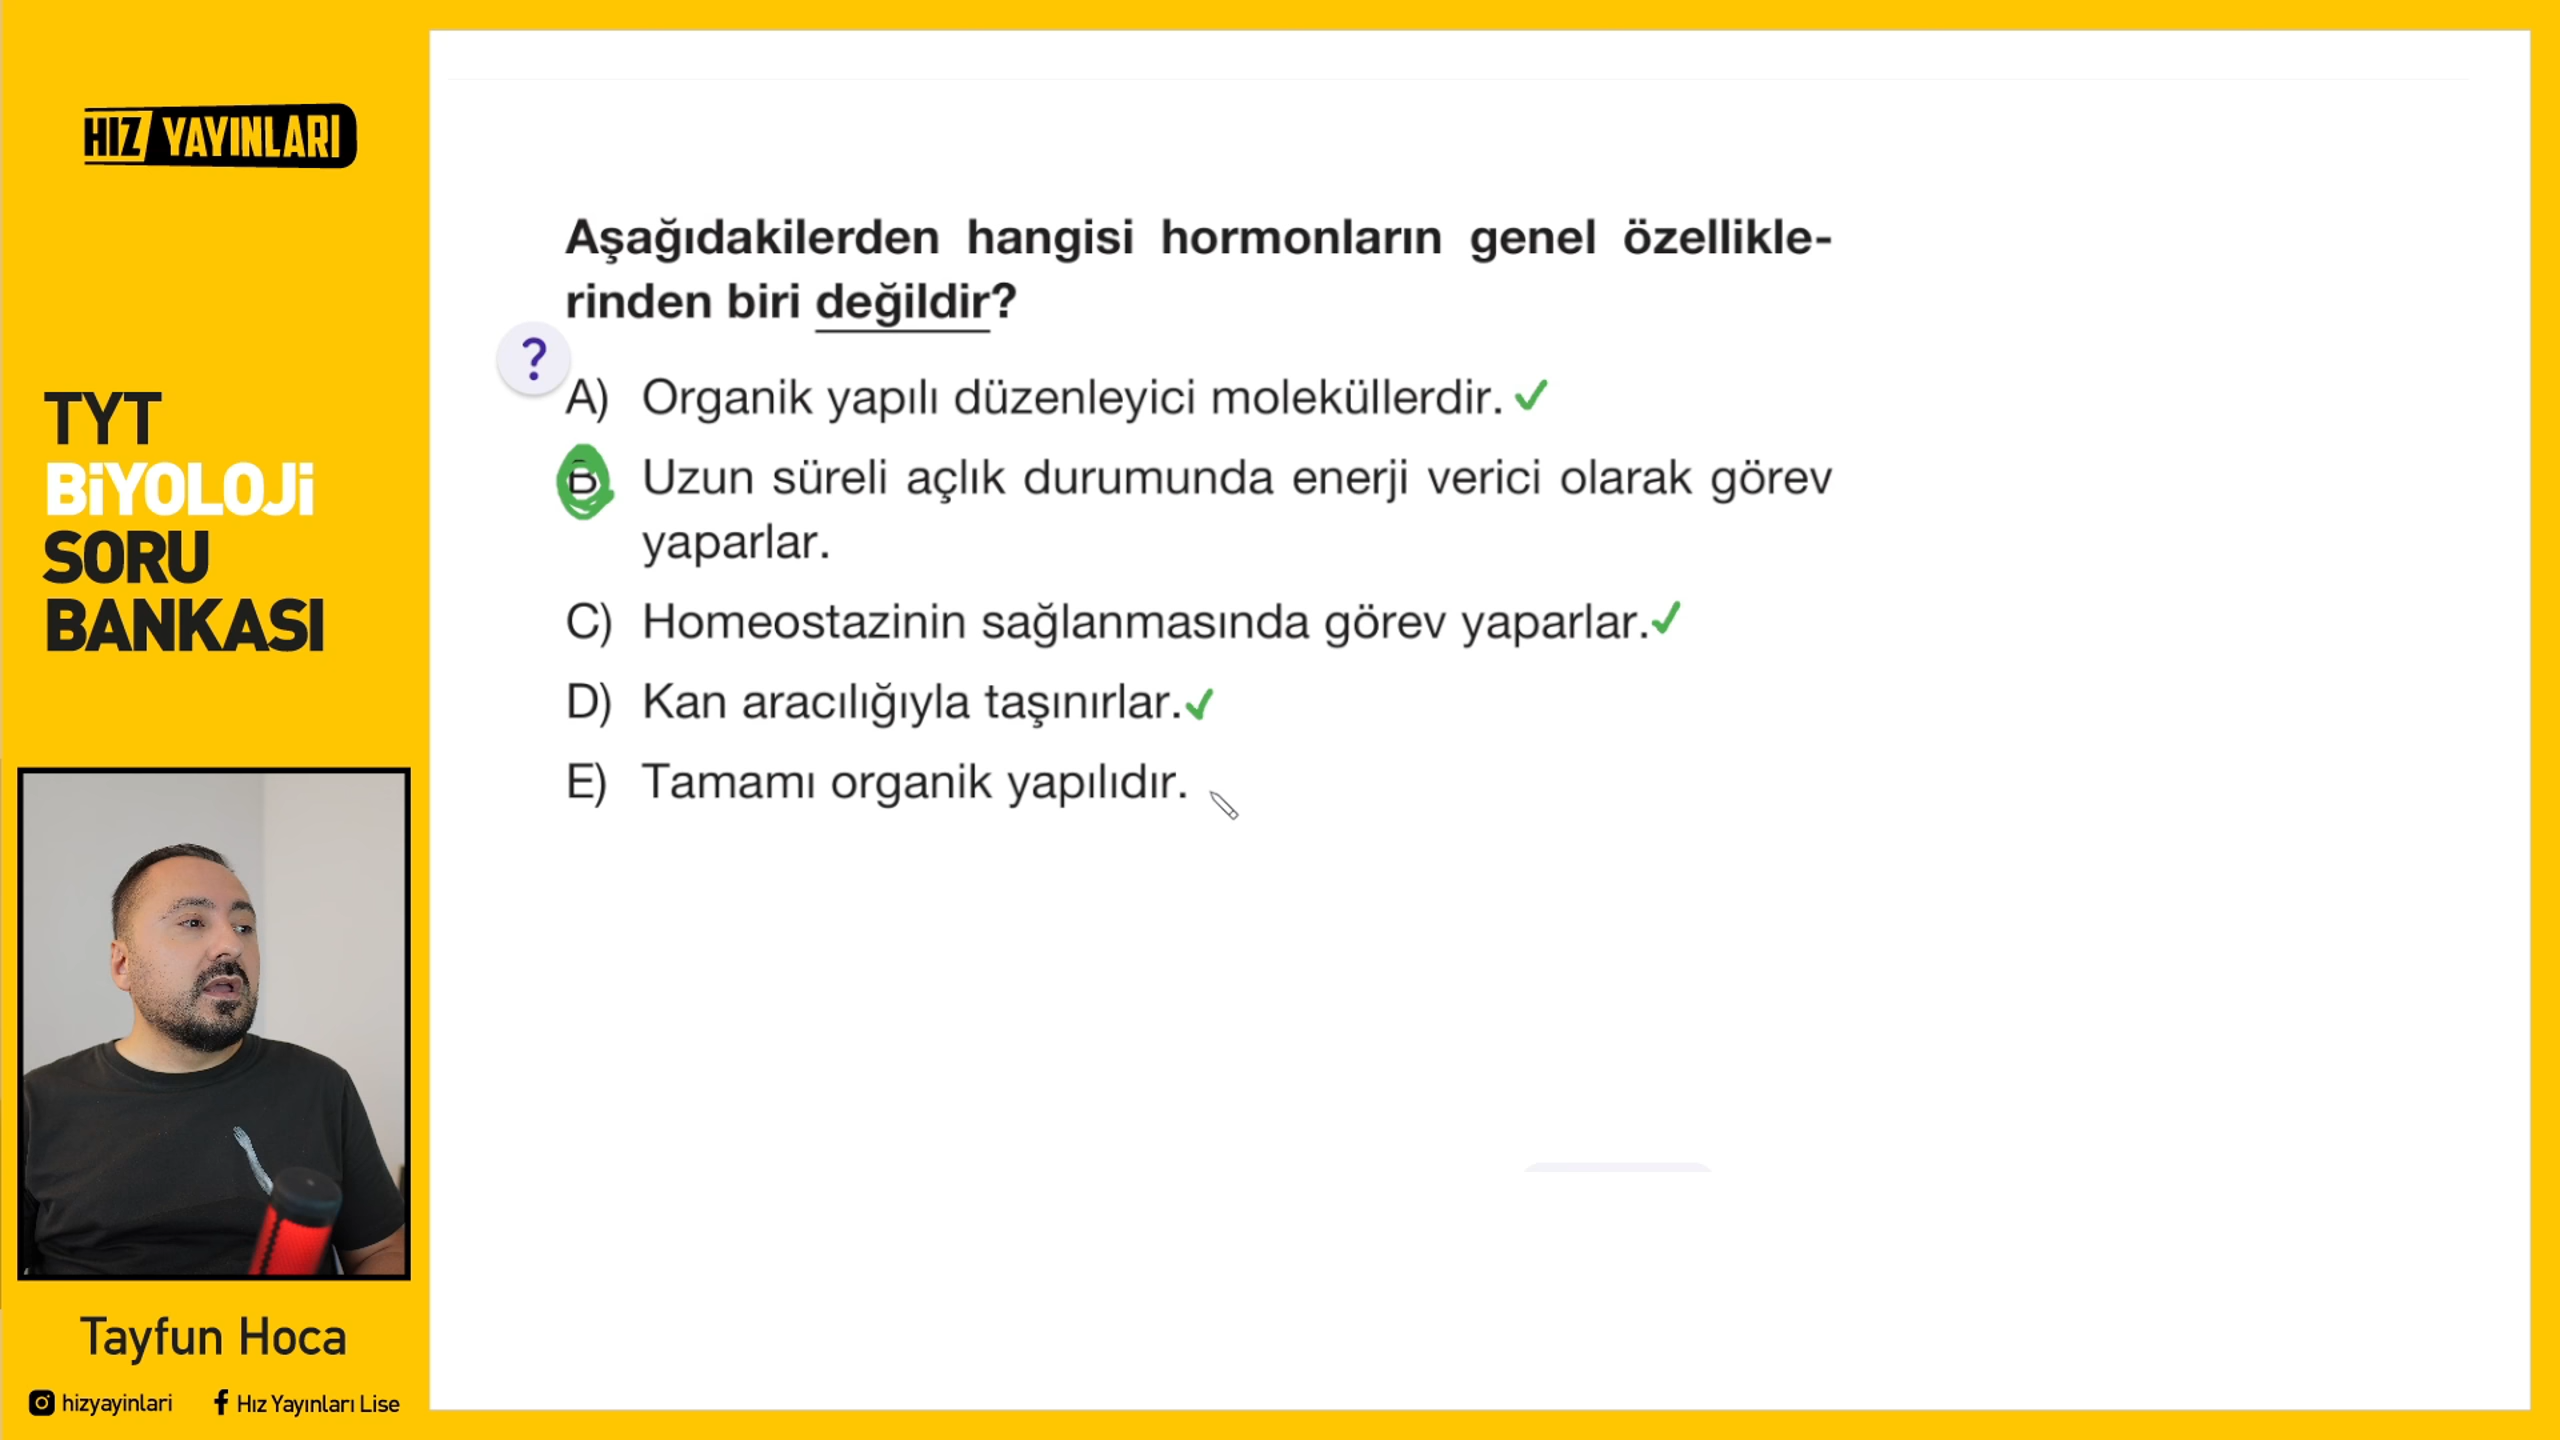 HIZ YAYINLARI
TYT
BiYOLOJi
SORU
BANKASI
Aşağıdakilerden hangisi hormonların genel özellikle-
rinden biri değildir?
?
A) Organik yapılı düzenleyici moleküllerdir. ✓
B Uzun süreli açlık durumunda enerji verici olarak görev
yaparlar.
C) Homeostazinin sağlanmasında görev yaparlar. ✓
D) Kan aracılığıyla taşınırlar. ✓
E) Tamamı organik yapılıdır.
Tayfun Hoca
hizyayinlari
Hız Yayınları Lise